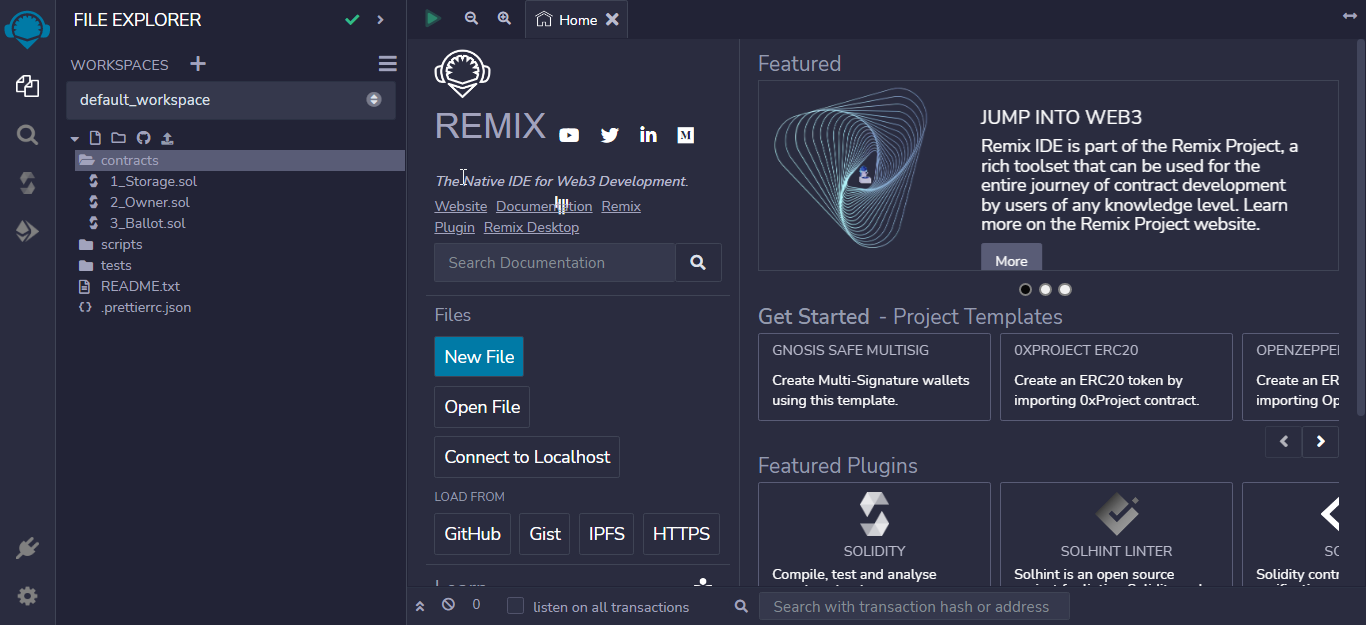 FILE EXPLORER
WORKSPACES
default_workspace
contracts
1_Storage.sol
2_Owner.sol
3_Ballot.sol
scripts
tests
README.txt
.prettierrc.json
Home
REMIX
The Native IDE for Web3 Development.
Website Documentation Remix
Plugin Remix Desktop
Search Documentation
Files
New File
Open File
Connect to Localhost
LOAD FROM
GitHub Gist IPFS HTTPS
Learn
Featured
JUMP INTO WEB3
Remix IDE is part of the Remix Project, a
rich toolset that can be used for the
entire journey of contract development
by users of any knowledge level. Learn
more on the Remix Project website.
More
Get Started - Project Templates
GNOSIS SAFE MULTISIG
Create Multi-Signature wallets
using this template.
0XPROJECT ERC20
Create an ERC20 token by
importing 0xProject contract.
OPENZEPPE
Create an ER
importing Op
Featured Plugins
SOLIDITY
Compile, test and analyse
SOLHINT LINTER
Solhint is an open source
SC
Solidity contr
0 listen on all transactions
Search with transaction hash or address